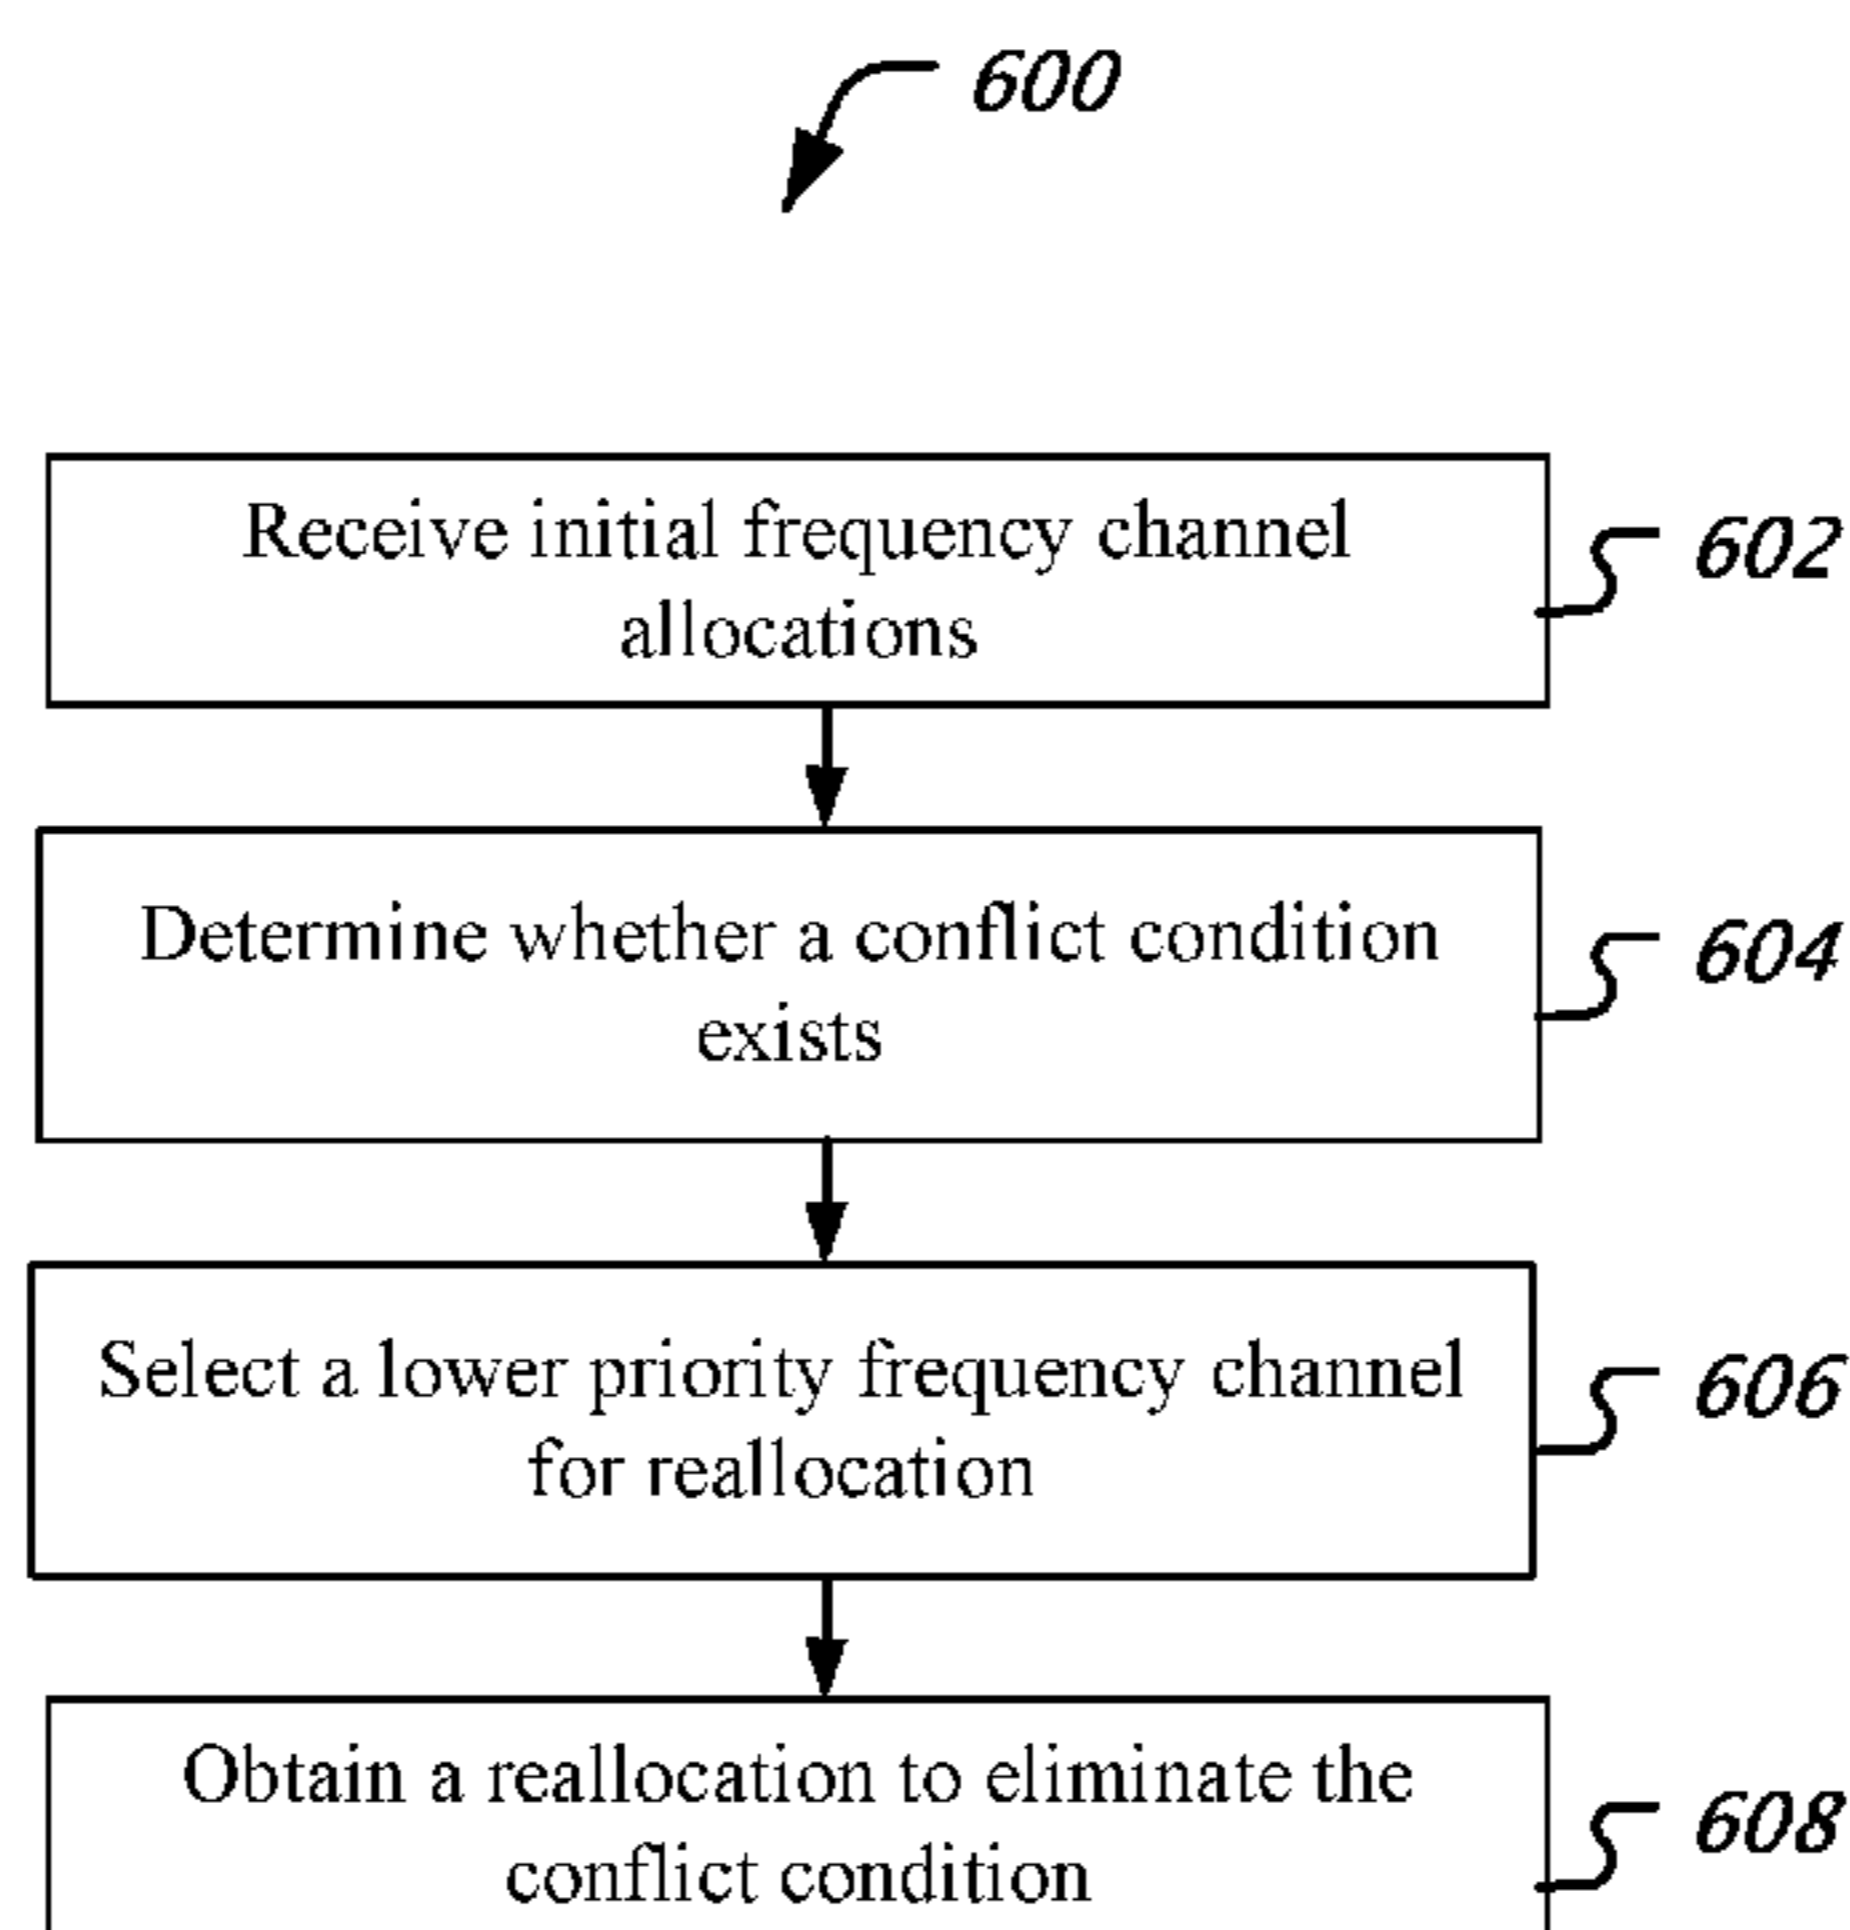 600
Receive initial frequency channel
allocations
602
Determine whether a conflict condition
exists
604
Select a lower priority frequency channel
for reallocation
606
Obtain a reallocation to eliminate the
conflict condition
608